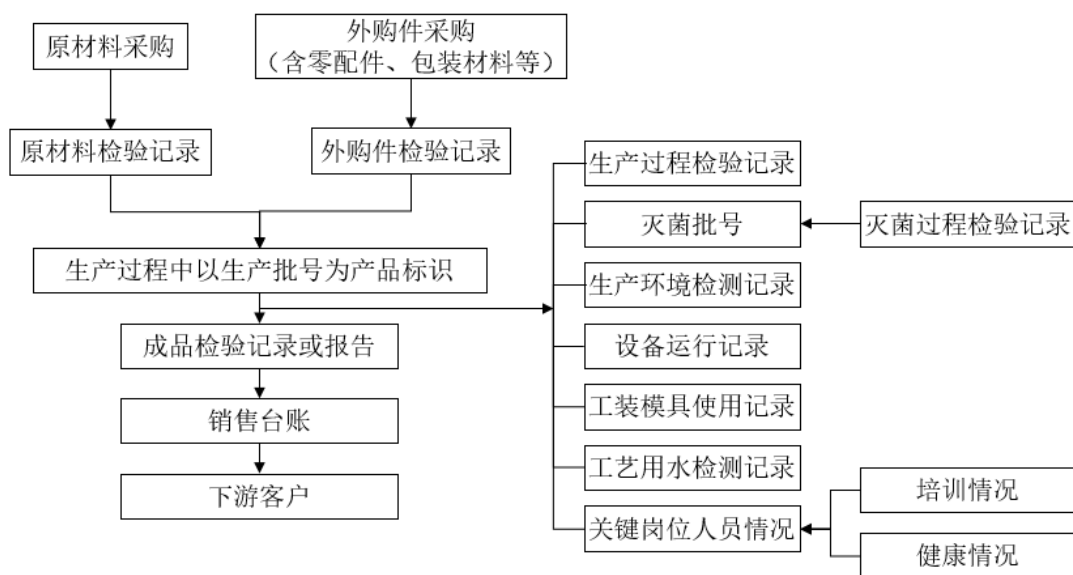 原材料采购
外购件采购
（含零配件、包装材料等）
原材料检验记录
外购件检验记录
生产过程中以生产批号为产品标识
成品检验记录或报告
销售台账
下游客户
生产过程检验记录
灭菌批号
灭菌过程检验记录
生产环境检测记录
设备运行记录
工装模具使用记录
工艺用水检测记录
关键岗位人员情况
培训情况
健康情况